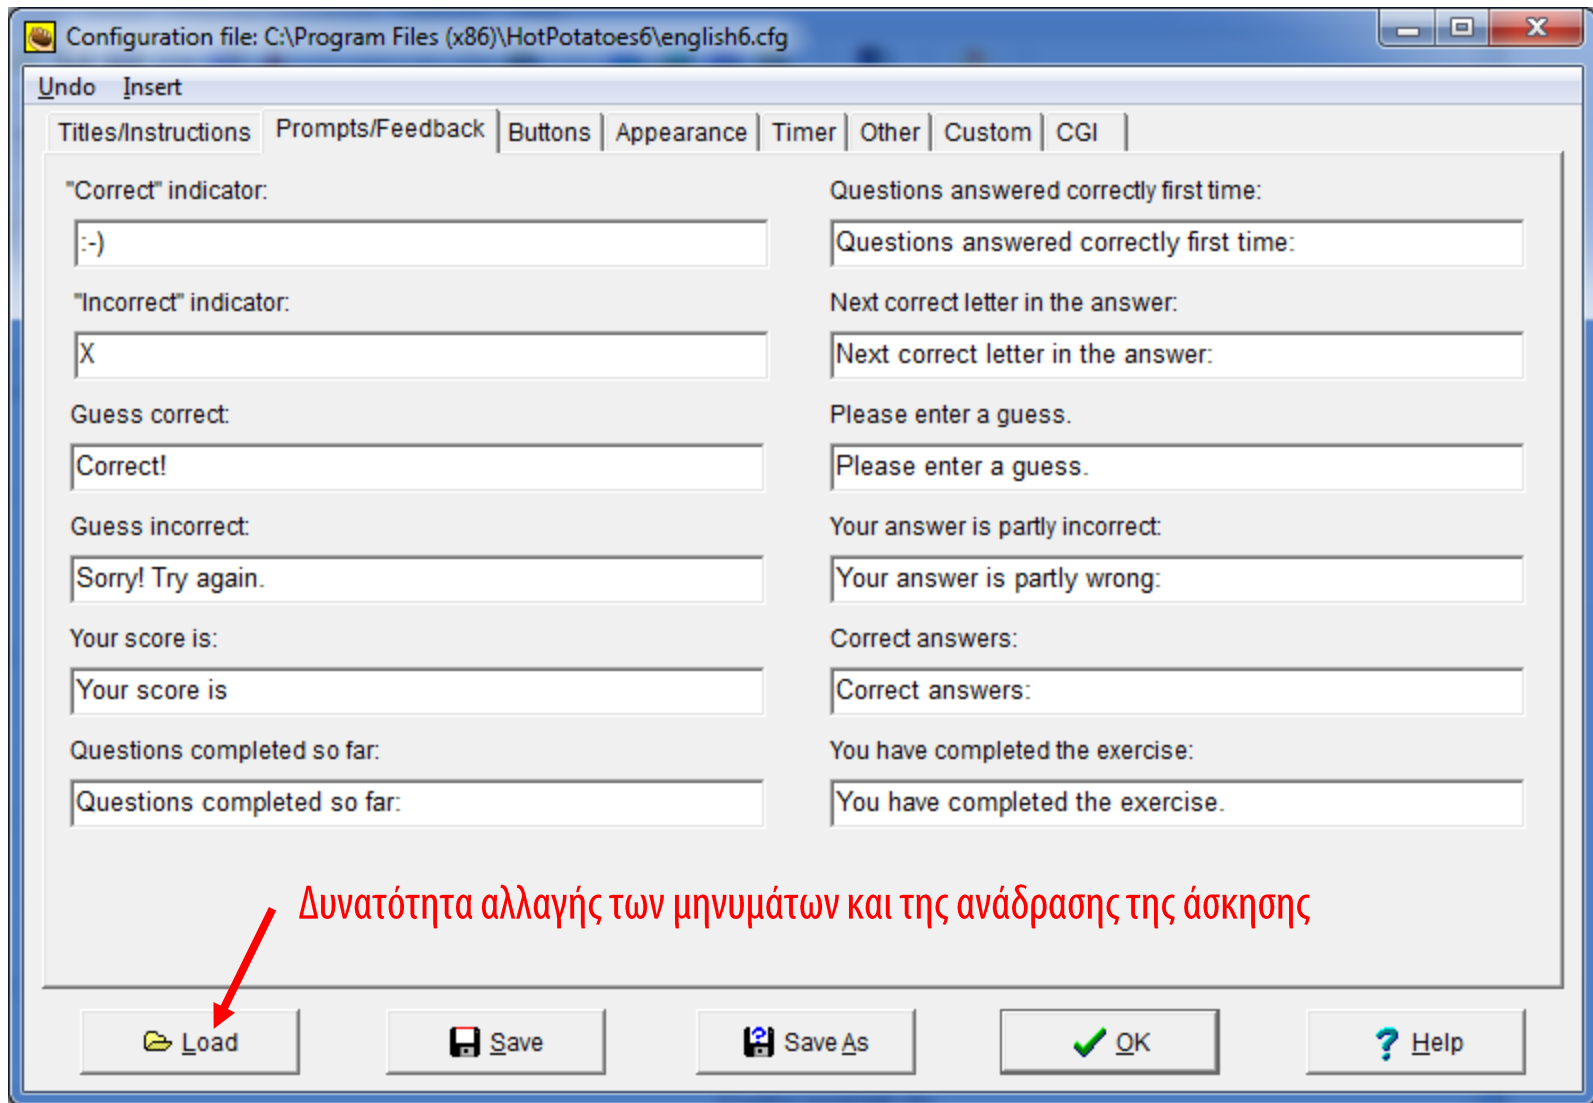 Configuration file: C:\Program Files (x86)\HotPotatoes6\english6.cfg
Undo Insert
Titles/Instructions Prompts/Feedback Buttons Appearance Timer Other Custom CGI
"Correct" indicator:
:-)
"Incorrect" indicator:
X
Guess correct:
Correct!
Guess incorrect:
Sorry! Try again.
Your score is:
Your score is
Questions completed so far:
Questions completed so far:
Questions answered correctly first time:
Questions answered correctly first time:
Next correct letter in the answer:
Next correct letter in the answer:
Please enter a guess.
Please enter a guess.
Your answer is partly incorrect:
Your answer is partly wrong:
Correct answers:
Correct answers:
You have completed the exercise:
You have completed the exercise.
Δυνατότητα αλλαγής των μηνυμάτων και της ανάδρασης της άσκησης
Load Save Save As OK Help